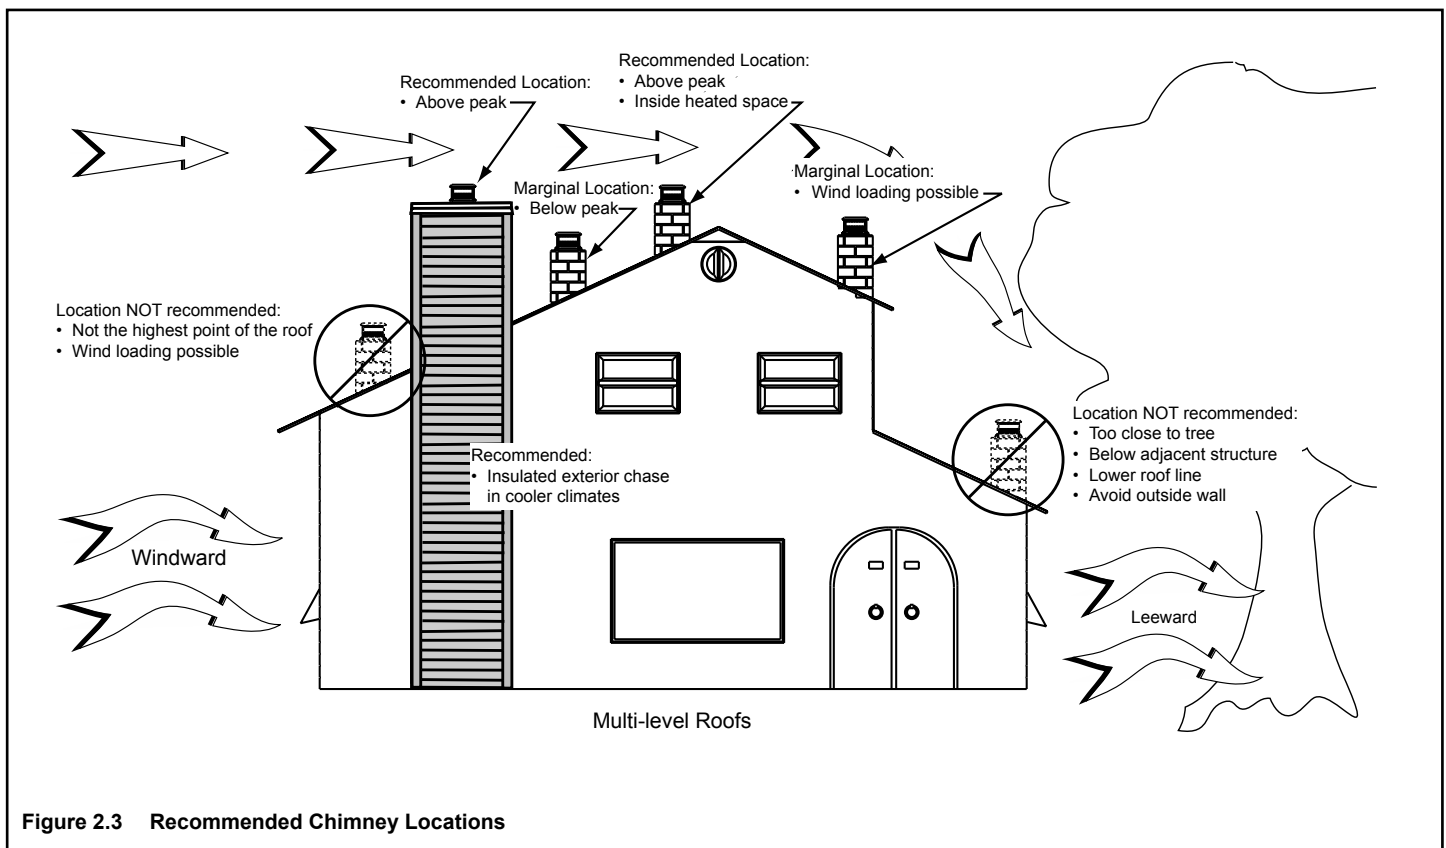 Recommended Location:
• Above peak
Recommended Location:
• Above peak
• Inside heated space
Marginal Location:
• Below peak
Marginal Location:
• Wind loading possible
Location NOT recommended:
• Not the highest point of the roof
• Wind loading possible
Location NOT recommended:
• Too close to tree
• Below adjacent structure
• Lower roof line
• Avoid outside wall
Recommended:
• Insulated exterior chase
in cooler climates
Windward
Leeward
Multi-level Roofs
Figure 2.3 Recommended Chimney Locations